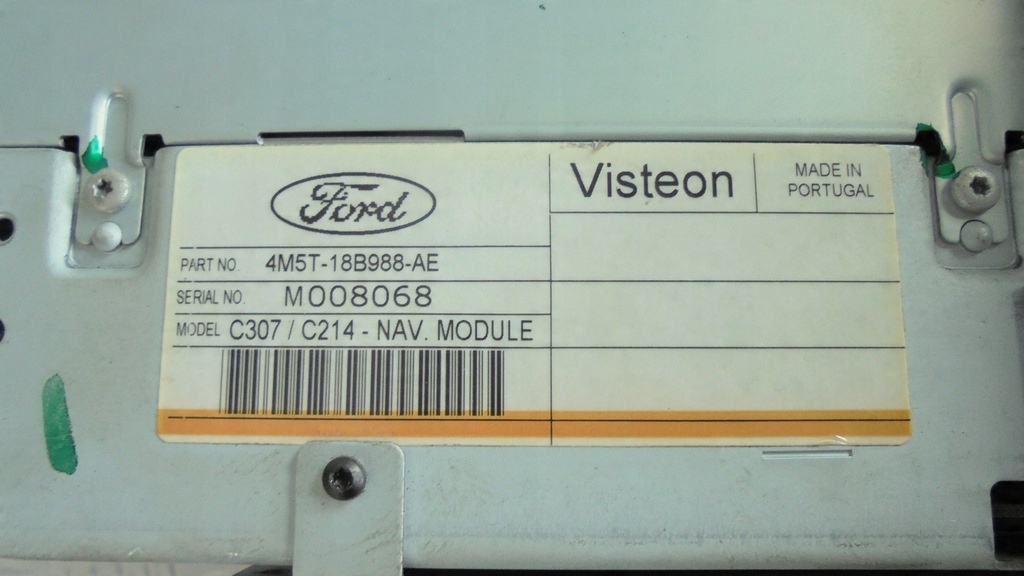 Ford
Visteon
MADE IN
PORTUGAL
PART NO. 4M5T-18B988-AE
SERIAL NO. M008068
MODEL C307 / C214 - NAV. MODULE